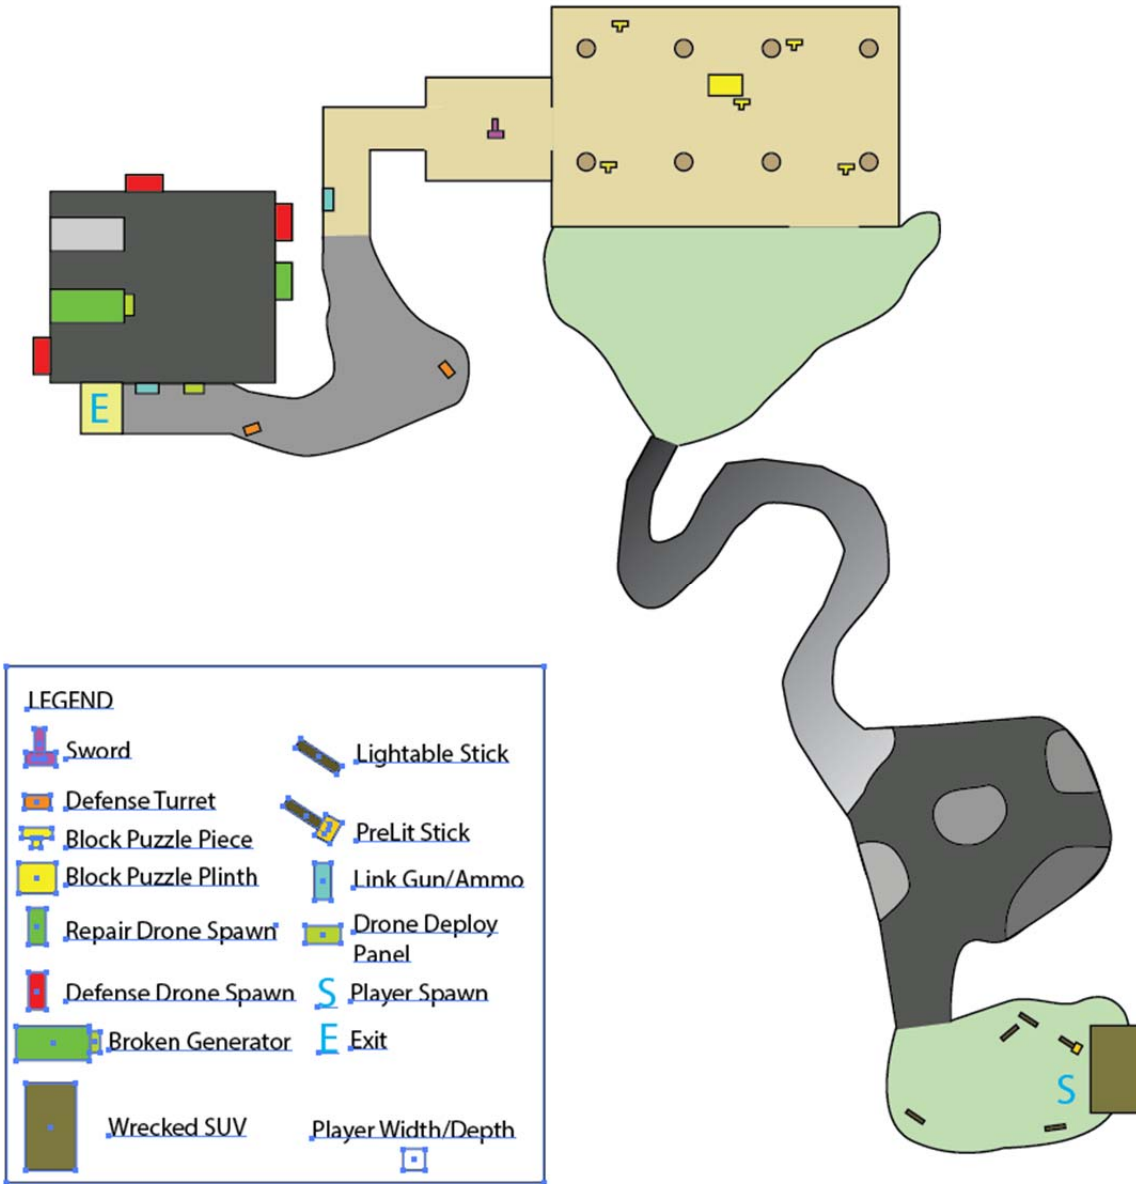 E
S
LEGEND
Sword
Lightable Stick
Defense Turret
PreLit Stick
Block Puzzle Piece
Block Puzzle Plinth
Link Gun/Ammo
Repair Drone Spawn
Drone Deploy
Panel
Defense Drone Spawn
S Player Spawn
Broken Generator
E Exit
Wrecked SUV
Player Width/Depth